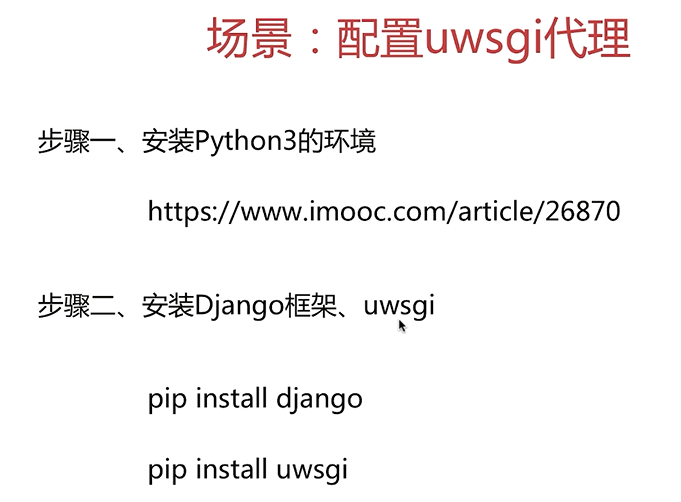 场景：配置uwsgi代理
步骤一、安装Python3的环境
https://www.imooc.com/article/26870
步骤二、安装Django框架、uwsgi
pip install django
pip install uwsgi